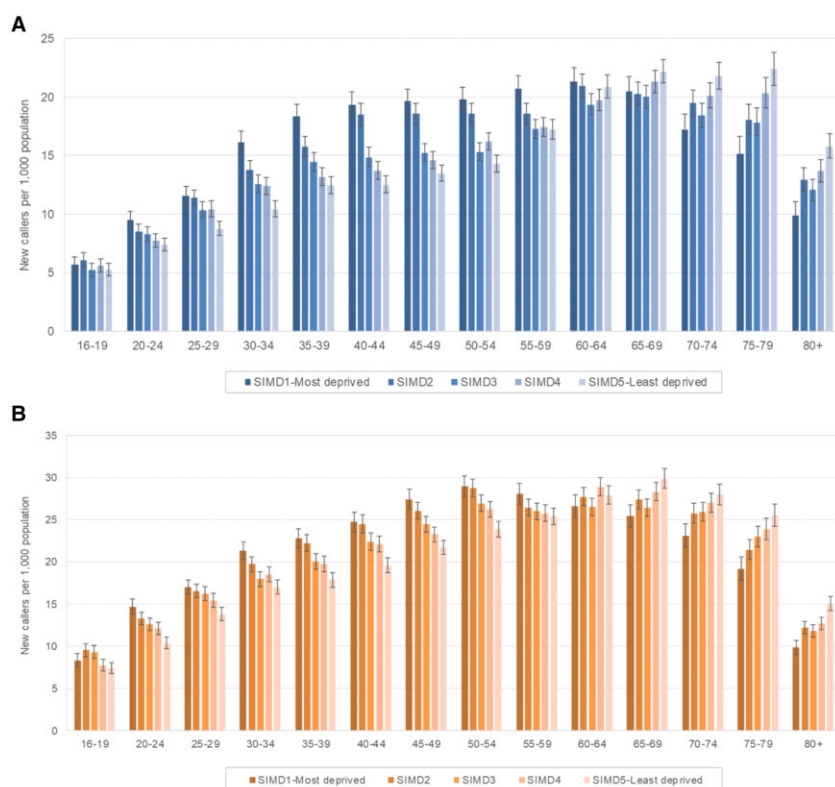 A
New callers per 1,000 population
25
20
15
10
5
0
16-19 20-24 25-29 30-34 35-39 40-44 45-49 50-54 55-59 60-64 65-69 70-74 75-79 80+
SIMD1-Most deprived SIMD2 SIMD3 SIMD4 SIMD5-Least deprived
B
New callers per 1,000 population
35
30
25
20
15
10
5
0
16-19 20-24 25-29 30-34 35-39 40-44 45-49 50-54 55-59 60-64 65-69 70-74 75-79 80+
SIMD1-Most deprived SIMD2 SIMD3 SIMD4 SIMD5-Least deprived